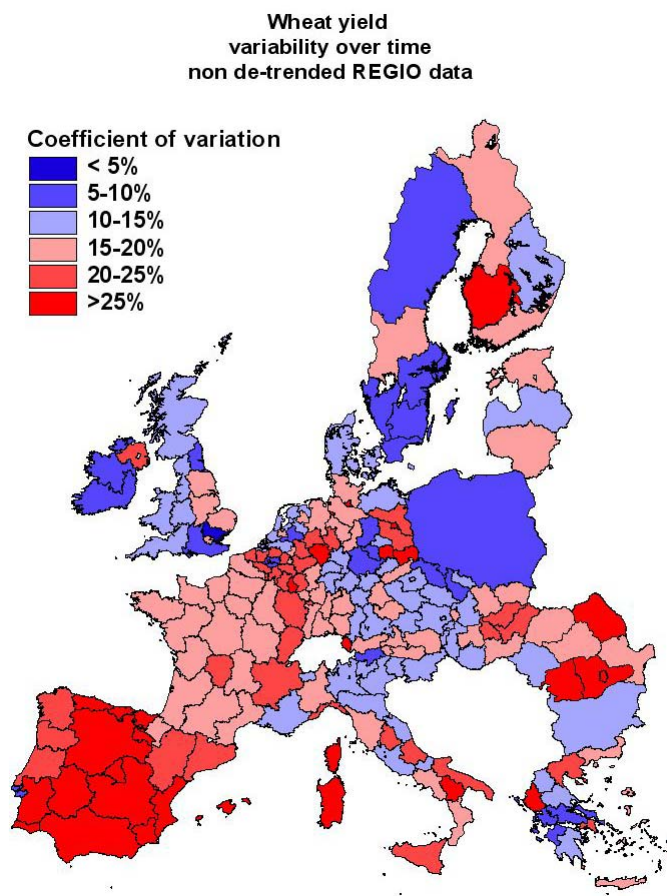 Wheat yield
variability over time
non de-trended REGIO data
Coefficient of variation
< 5%
5-10%
10-15%
15-20%
20-25%
>25%